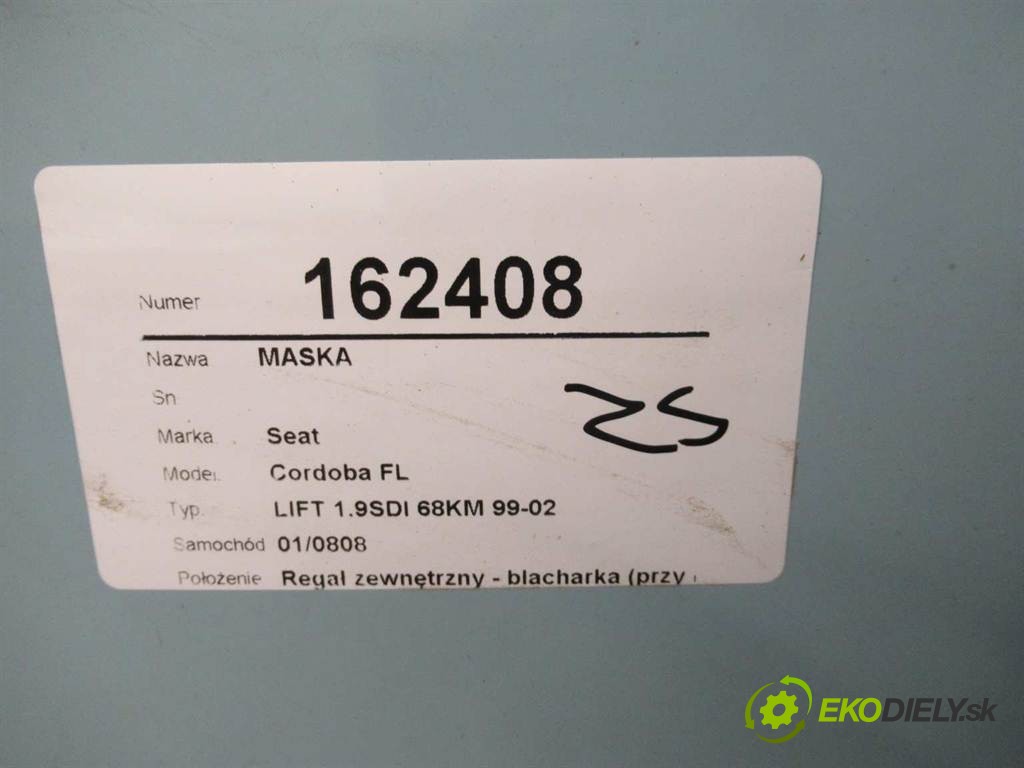 Numer 162408
Nazwa MASKA
Sn
Marka Seat
Model Cordoba FL
Typ. LIFT 1.9SDI 68KM 99-02
Samochód 01/0808
Położenie Regał zewnętrzny - blacharka (przy
EKODIELY.sk